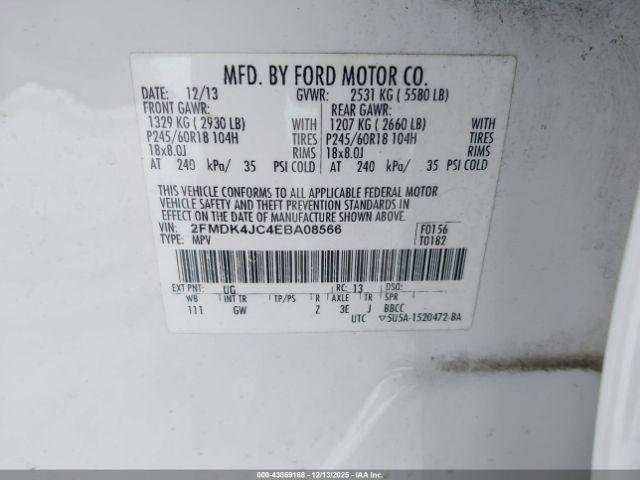 MFD. BY FORD MOTOR CO.
DATE: 12/13 GVWR: 2531 KG ( 5580 LB)
FRONT GAWR: REAR GAWR:
1329 KG ( 2930 LB) WITH 1207 KG ( 2660 LB) WITH
P245/60R18 104H TIRES P245/60R18 104H TIRES
18x8.0J RIMS 18x8.0J RIMS
AT 240 kPa/ 35 PSI COLD AT 240 kPa/ 35 PSI COLD
THIS VEHICLE CONFORMS TO ALL APPLICABLE FEDERAL MOTOR
VEHICLE SAFETY AND THEFT PREVENTION STANDARDS IN
EFFECT ON THE DATE OF MANUFACTURE SHOWN ABOVE.
VIN: 2FMDK4JC4EBA08566 F0156
TYPE: MPV T0182
EXT PNT: UG RC: 13 DSO:
WB INT TR TP/PS R AXLE TR SPR
111 GW Z 3E J BBCC
UTC ▽5U5A-1520472-BA
000-43869188 - 12/13/2025 - IAA Inc.